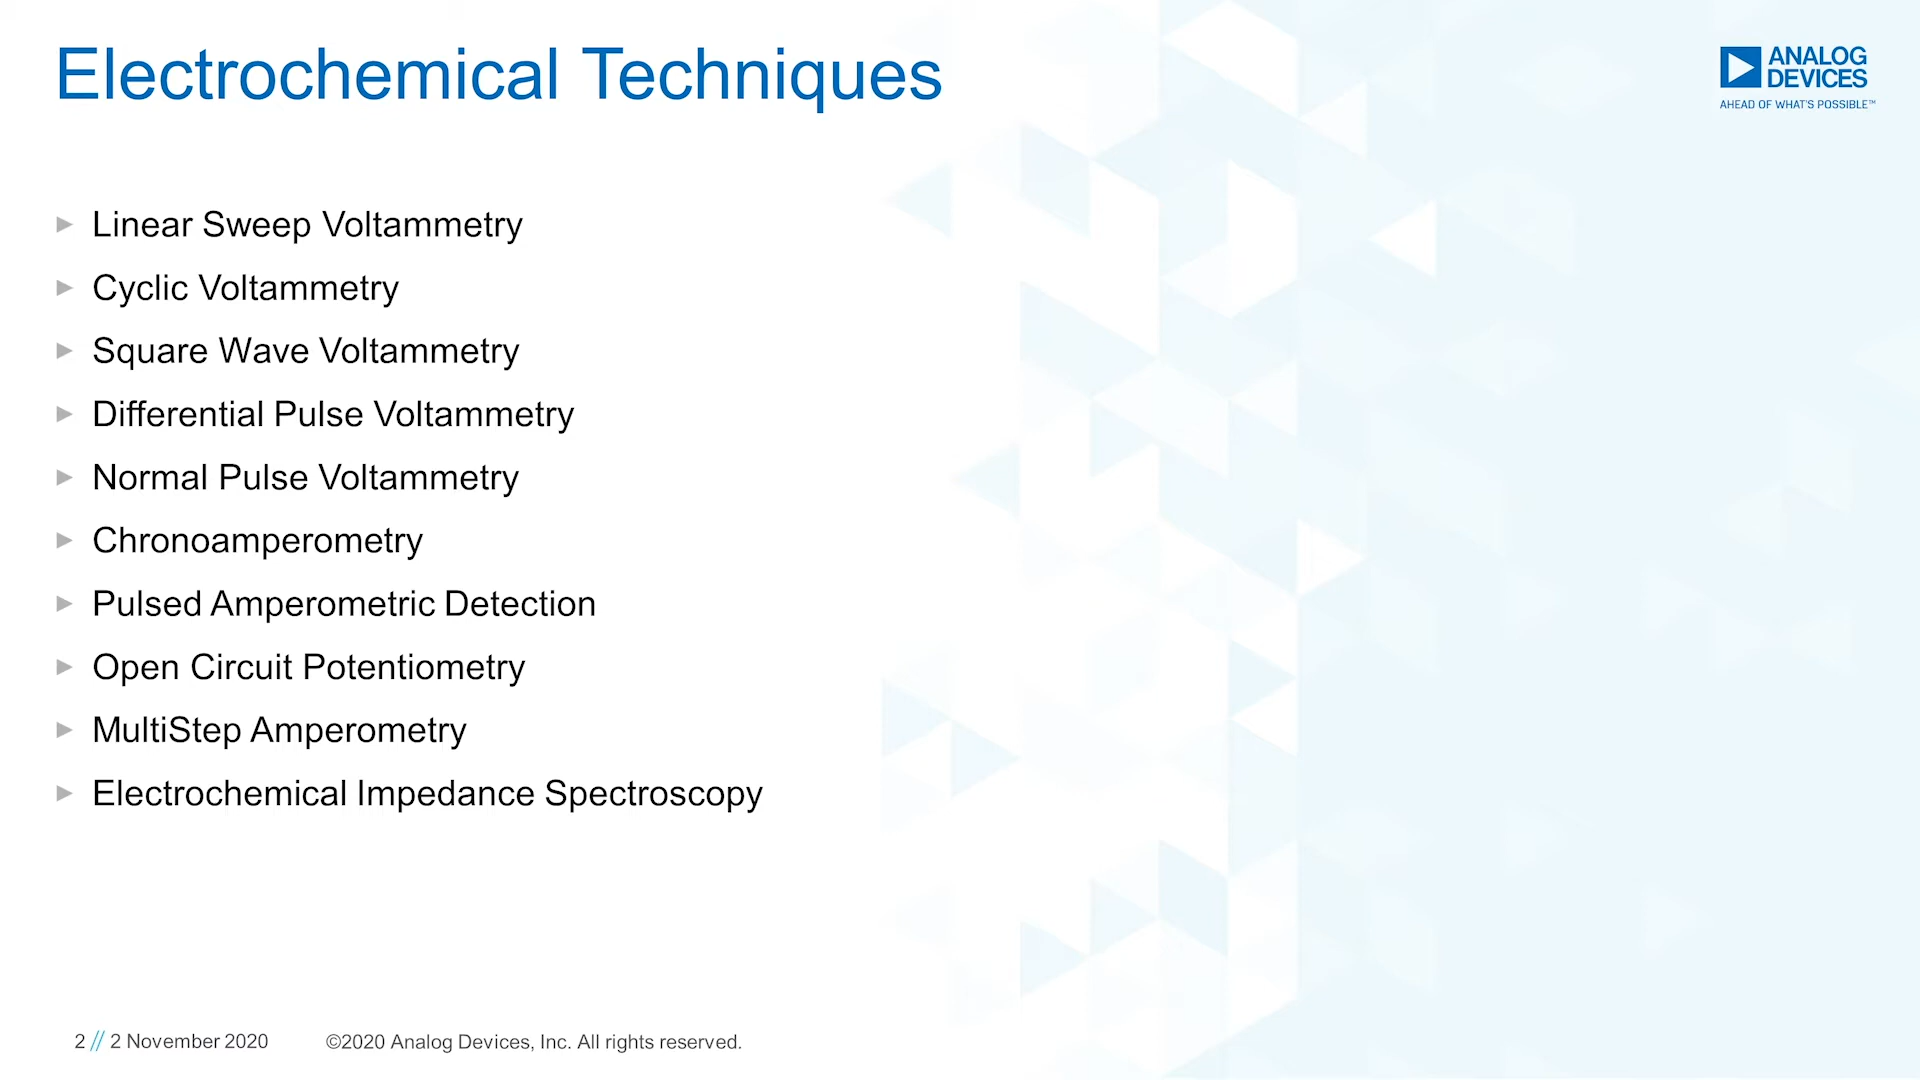 Electrochemical Techniques
ANALOG
DEVICES
AHEAD OF WHAT'S POSSIBLE™
Linear Sweep Voltammetry
Cyclic Voltammetry
Square Wave Voltammetry
Differential Pulse Voltammetry
Normal Pulse Voltammetry
Chronoamperometry
Pulsed Amperometric Detection
Open Circuit Potentiometry
MultiStep Amperometry
Electrochemical Impedance Spectroscopy
2 // 2 November 2020 ©2020 Analog Devices, Inc. All rights reserved.